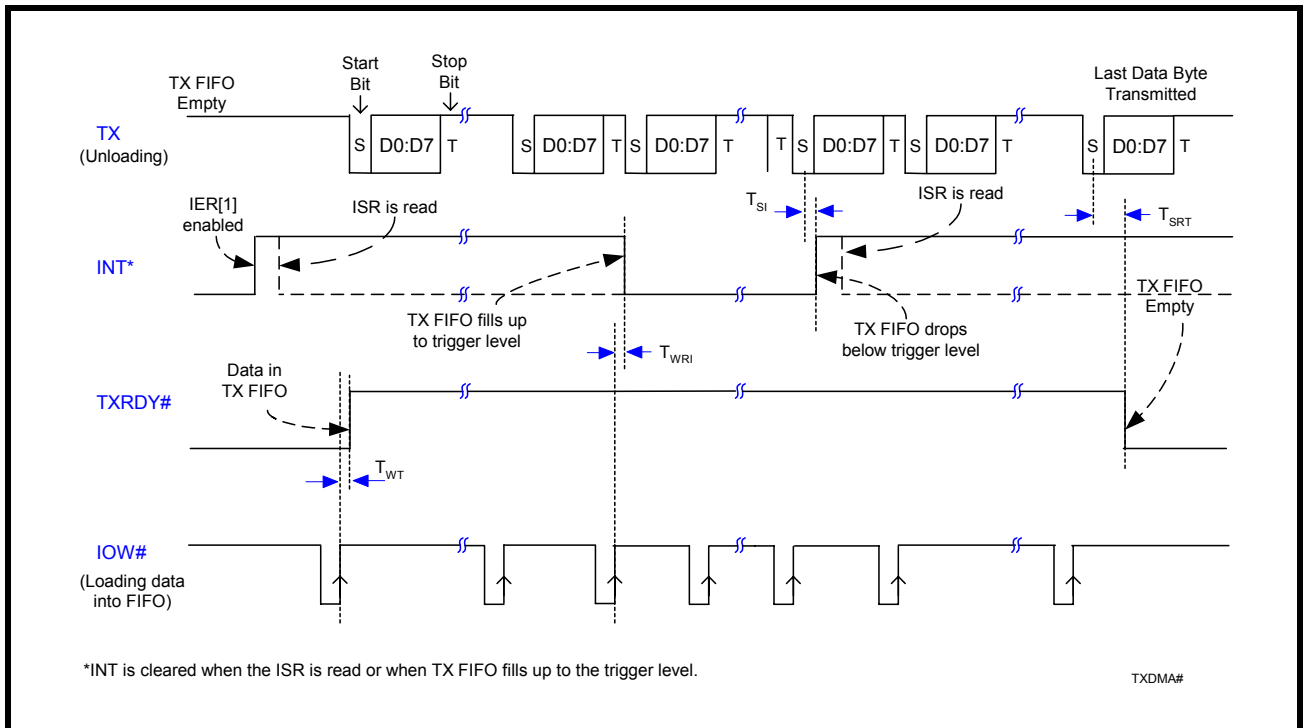 TX FIFO
Empty
Start
Bit
Stop
Bit
Last Data Byte
Transmitted
TX
(Unloading)
S D0:D7 T S D0:D7 T S D0:D7 T T S D0:D7 T S D0:D7 T S D0:D7 T
IER[1]
enabled
ISR is read
TSI
ISR is read
TSRT
INT*
TX FIFO fills up
to trigger level
TX FIFO drops
below trigger level
TX FIFO
Empty
TWRI
Data in
TX FIFO
TXRDY#
TWT
IOW#
(Loading data
into FIFO)
*INT is cleared when the ISR is read or when TX FIFO fills up to the trigger level.
TXDMA#